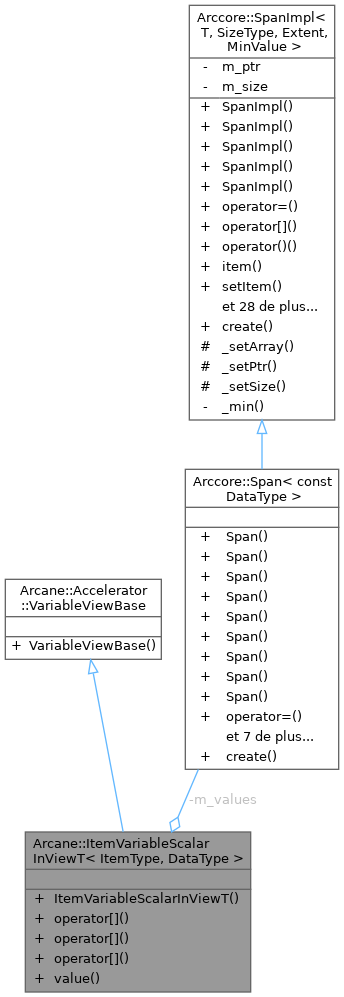 Arccore::SpanImpl<
T, SizeType, Extent,
MinValue >
- m_ptr
- m_size
+ SpanImpl()
+ SpanImpl()
+ SpanImpl()
+ SpanImpl()
+ SpanImpl()
+ operator=()
+ operator[]()
+ operator()()
+ item()
+ setItem()
et 28 de plus...
+ create()
# _setArray()
# _setPtr()
# _setSize()
- _min()
Arccore::Span< const
DataType >
+ Span()
+ Span()
+ Span()
+ Span()
+ Span()
+ Span()
+ Span()
+ Span()
+ Span()
+ operator=()
et 7 de plus...
+ create()
Arcane::Accelerator
::VariableViewBase
+ VariableViewBase()
-m_values
Arcane::ItemVariableScalar
InViewT< ItemType, DataType >
+ ItemVariableScalarInViewT()
+ operator[]()
+ operator[]()
+ operator[]()
+ value()